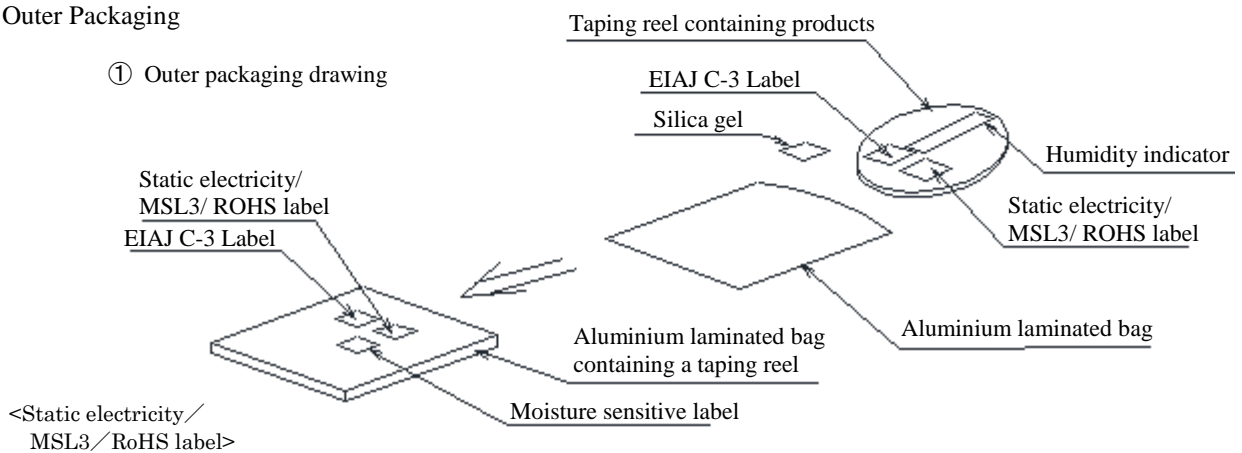 Outer Packaging
① Outer packaging drawing
Taping reel containing products
EIAJ C-3 Label
Silica gel
Humidity indicator
Static electricity/
MSL3/ ROHS label
Static electricity/
MSL3/ ROHS label
EIAJ C-3 Label
Aluminium laminated bag
Aluminium laminated bag
containing a taping reel
Moisture sensitive label
<Static electricity／
MSL3／RoHS label>